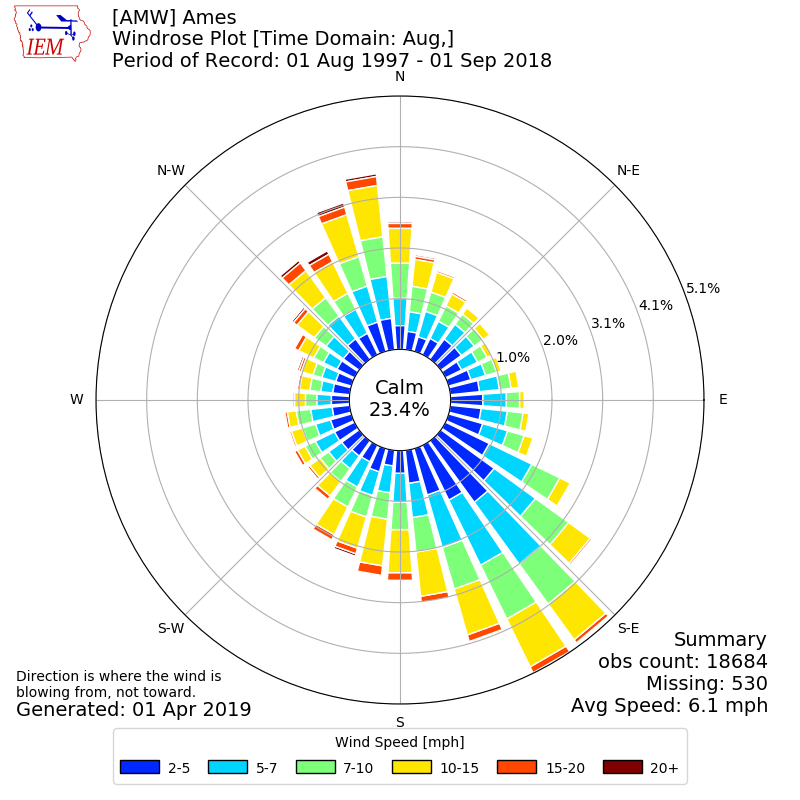 IEM
[AMW] Ames
Windrose Plot [Time Domain: Aug,]
Period of Record: 01 Aug 1997 - 01 Sep 2018
N
N-W
N-E
5.1%
4.1%
3.1%
2.0%
1.0%
Calm
23.4%
W
E
S-W
S-E
S
Summary
obs count: 18684
Missing: 530
Avg Speed: 6.1 mph
Direction is where the wind is
blowing from, not toward.
Generated: 01 Apr 2019
Wind Speed [mph]
2-5 5-7 7-10 10-15 15-20 20+